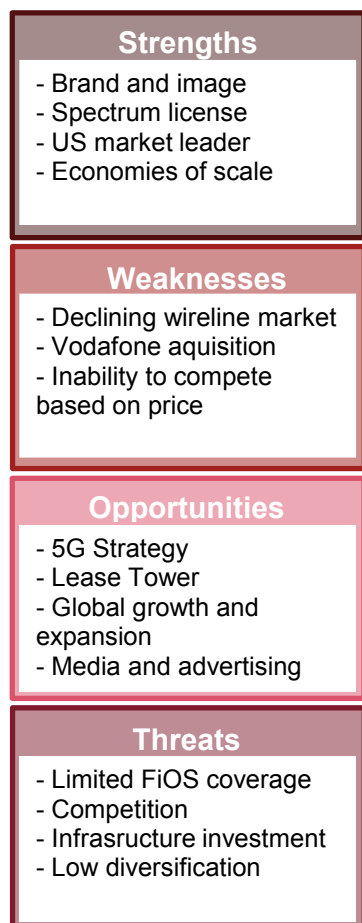 Strengths
- Brand and image
- Spectrum license
- US market leader
- Economies of scale
Weaknesses
- Declining wireline market
- Vodafone aquisition
- Inability to compete
based on price
Opportunities
- 5G Strategy
- Lease Tower
- Global growth and
expansion
- Media and advertising
Threats
- Limited FiOS coverage
- Competition
- Infrasructure investment
- Low diversification